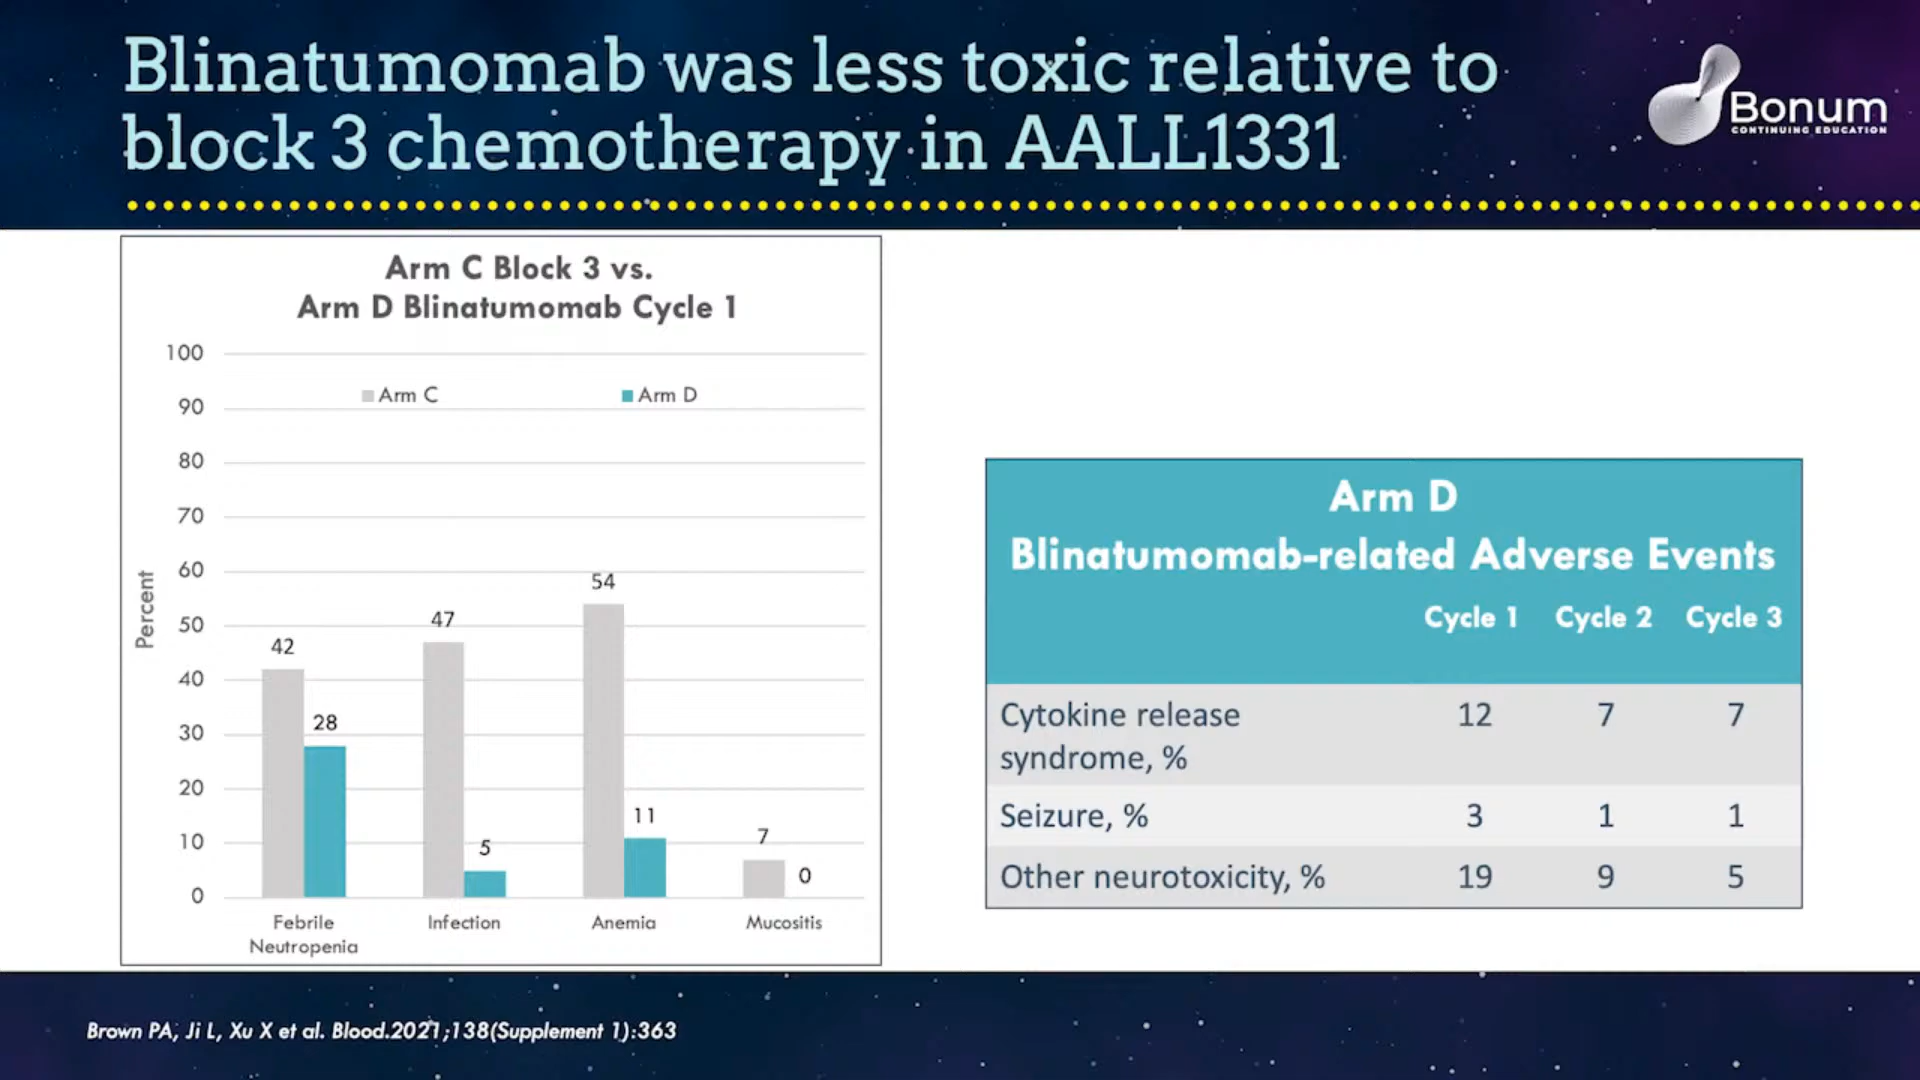 Blinatumomab was less toxic relative to
block 3 chemotherapy in AALL1331
Bonum
CONTINUING EDUCATION
Arm C Block 3 vs.
Arm D Blinatumomab Cycle 1
100
90
80
70
60
50
40
30
20
10
0
Percent
Arm C
Arm D
42
28
47
5
54
11
7
0
Febrile
Neutropenia
Infection
Anemia
Mucositis
Arm D
Blinatumomab-related Adverse Events
Cycle 1 Cycle 2 Cycle 3
Cytokine release
syndrome, % 12 7 7
Seizure, % 3 1 1
Other neurotoxicity, % 19 9 5
Brown PA, Ji L, Xu X et al. Blood.2021;138(Supplement 1):363